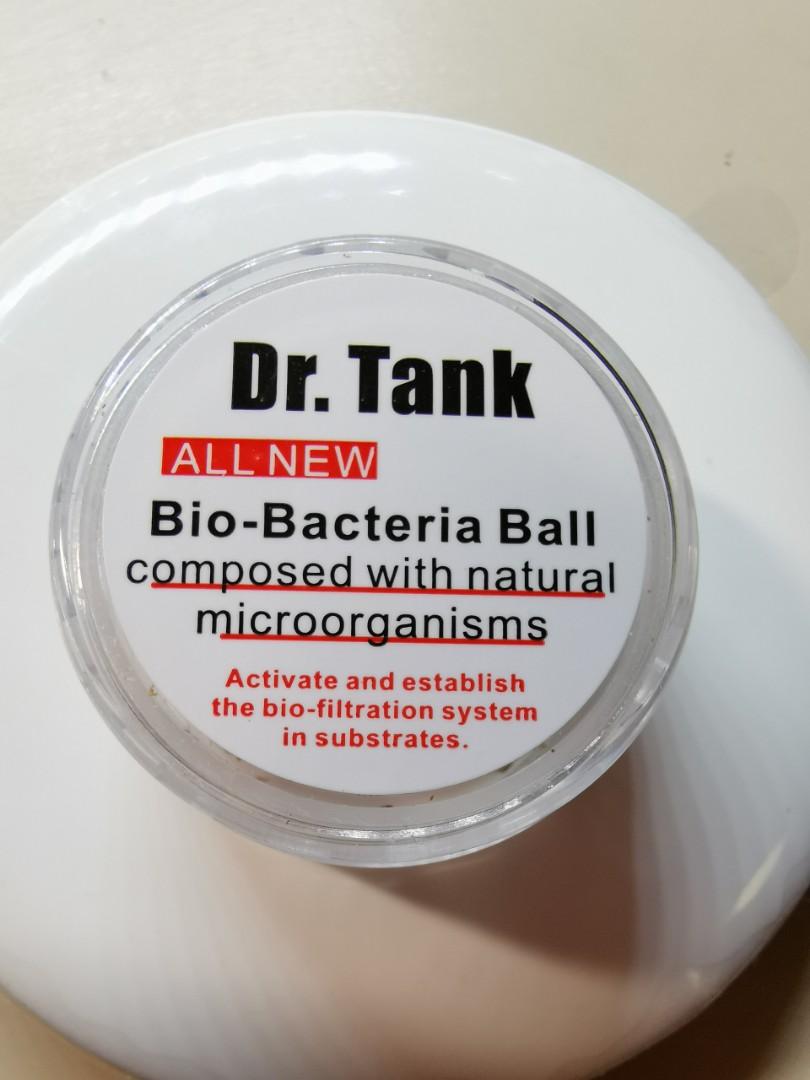 Dr. Tank
ALL NEW
Bio-Bacteria Ball
composed with natural
microorganisms
Activate and establish
the bio-filtration system
in substrates.